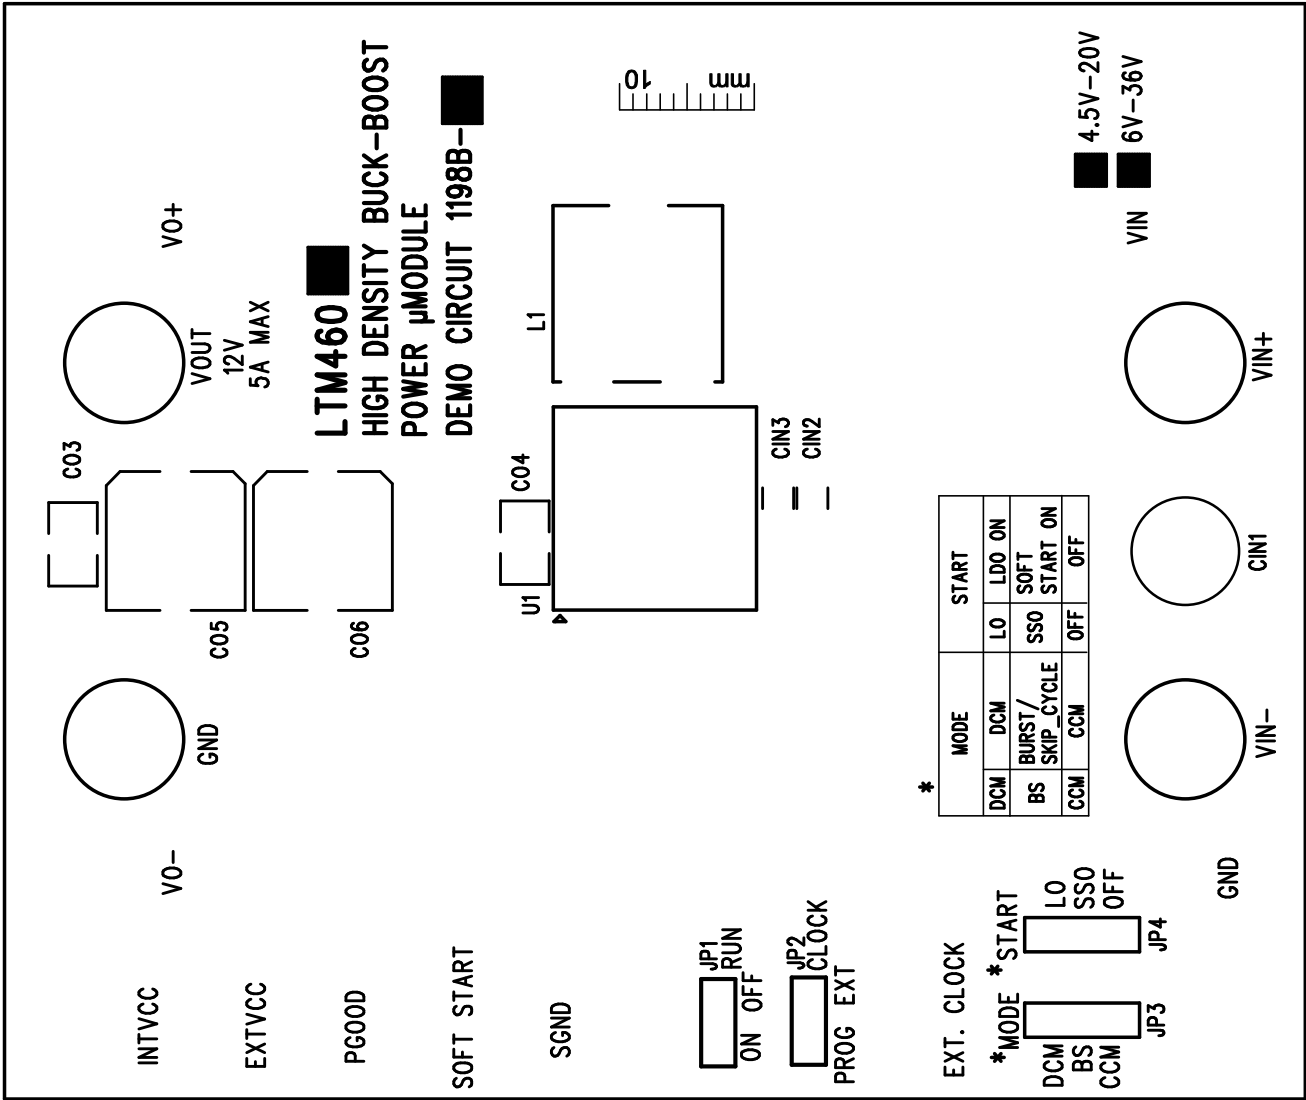 VO-
GND
VO+
CO3
VOUT
12V
5A MAX
CO5
CO6
LTM460
HIGH DENSITY BUCK-BOOST
POWER µMODULE
DEMO CIRCUIT 1198B-
INTVCC
EXTVCC
PGOOD
SOFT START
SGND
U1
CO4
L1
10
mm
CIN3
CIN2
JP1
RUN
ON OFF
JP2
CLOCK
PROG EXT
EXT. CLOCK
*
MODE START
DCM DCM LO LDO ON
BS BURST/ SSO SOFT
SKIP_CYCLE START ON
CCM CCM OFF OFF
*MODE
DCM
BS
CCM
JP3
*START
LO
SSO
OFF
JP4
GND
VIN-
CIN1
VIN+
VIN
4.5V-20V
6V-36V